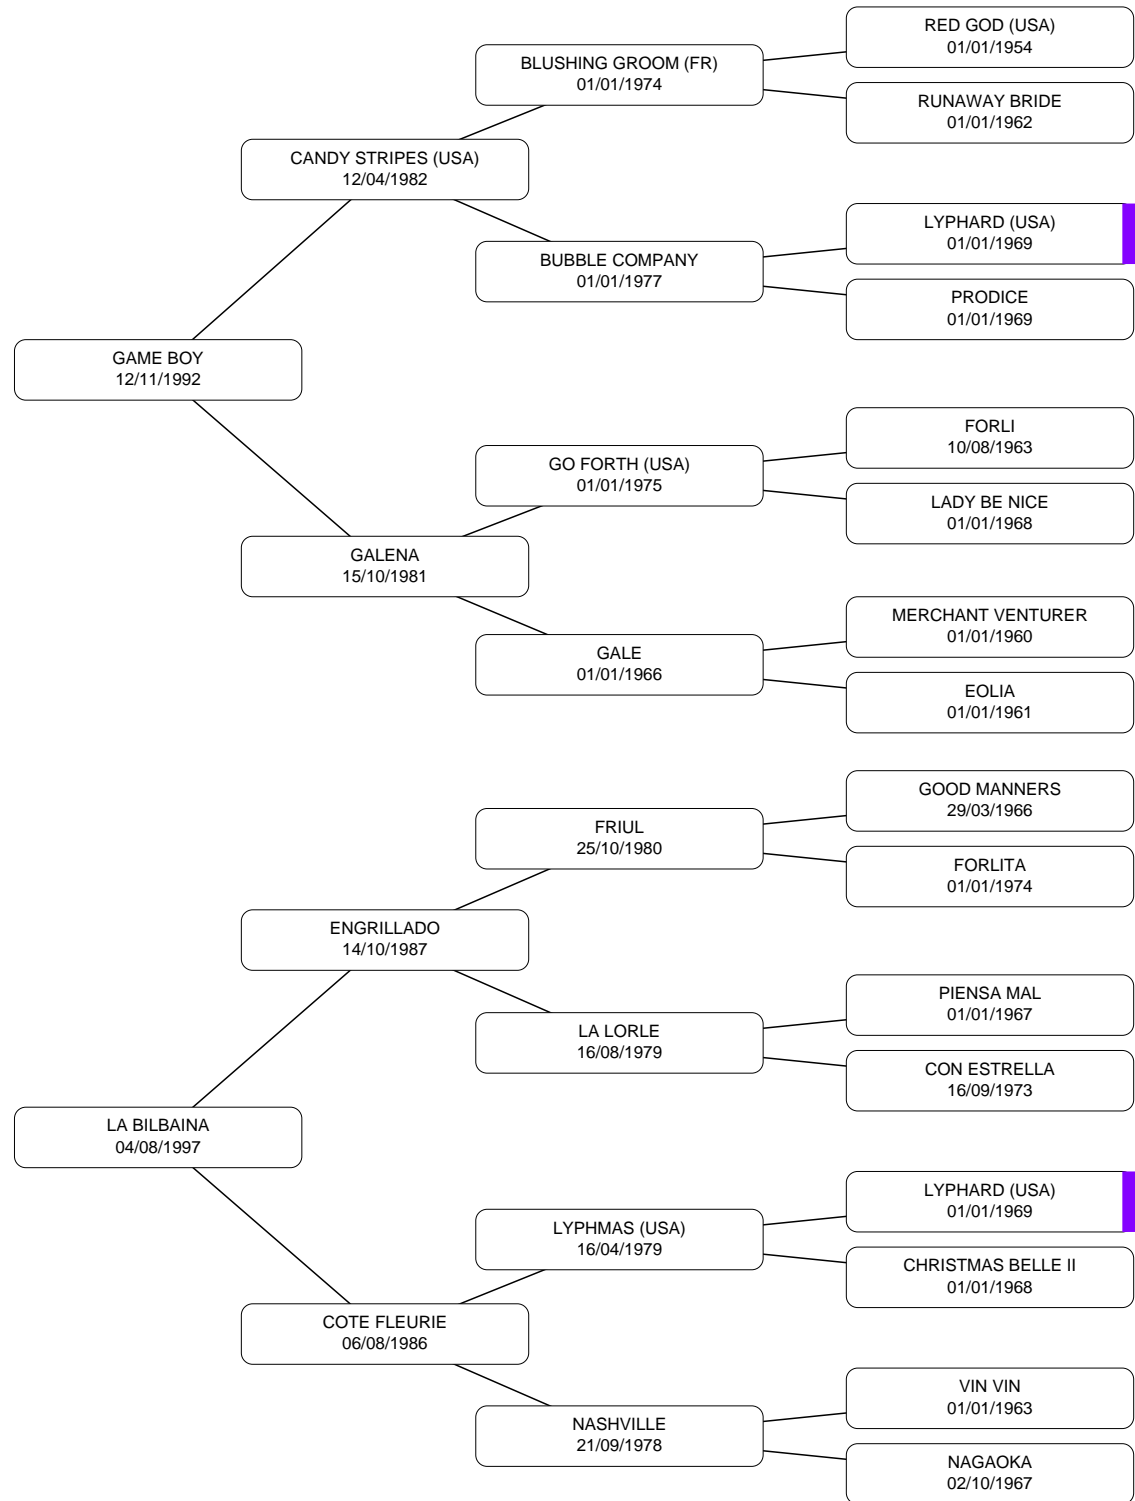 RED GOD (USA)
01/01/1954
BLUSHING GROOM (FR)
01/01/1974
RUNAWAY BRIDE
01/01/1962
CANDY STRIPES (USA)
12/04/1982
LYPHARD (USA)
01/01/1969
BUBBLE COMPANY
01/01/1977
PRODICE
01/01/1969
GAME BOY
12/11/1992
FORLI
10/08/1963
GO FORTH (USA)
01/01/1975
LADY BE NICE
01/01/1968
GALENA
15/10/1981
MERCHANT VENTURER
01/01/1960
GALE
01/01/1966
EOLIA
01/01/1961
GOOD MANNERS
29/03/1966
FRIUL
25/10/1980
FORLITA
01/01/1974
ENGRILLADO
14/10/1987
PIENSA MAL
01/01/1967
LA LORLE
16/08/1979
CON ESTRELLA
16/09/1973
LA BILBAINA
04/08/1997
LYPHARD (USA)
01/01/1969
LYPHMAS (USA)
16/04/1979
CHRISTMAS BELLE II
01/01/1968
COTE FLEURIE
06/08/1986
VIN VIN
01/01/1963
NASHVILLE
21/09/1978
NAGAOKA
02/10/1967